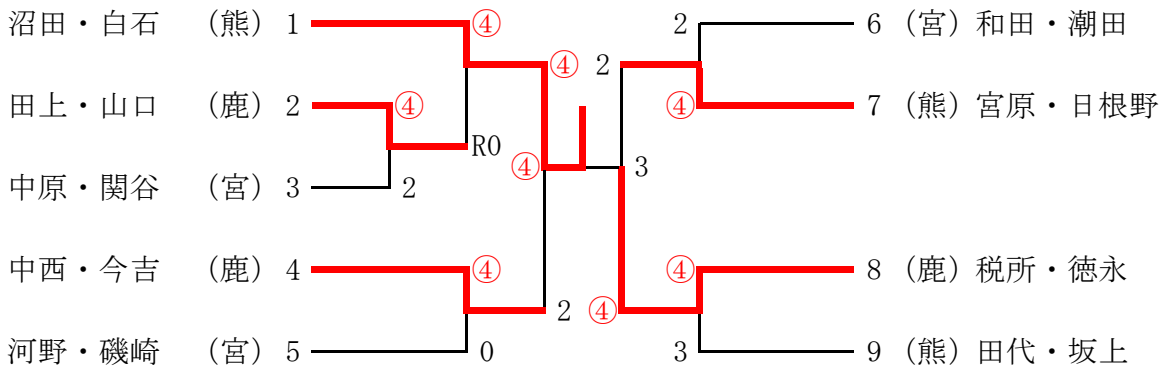 沼田・白石 (熊) 1 ④
2 6 (宮) 和田・潮田
④ 2
田上・山口 (鹿) 2 ④
④ 7 (熊) 宮原・日根野
R0
④ 3
中原・関谷 (宮) 3 2
中西・今吉 (鹿) 4 ④
④ 8 (鹿) 税所・徳永
2 ④
河野・磯崎 (宮) 5 0
3 9 (熊) 田代・坂上